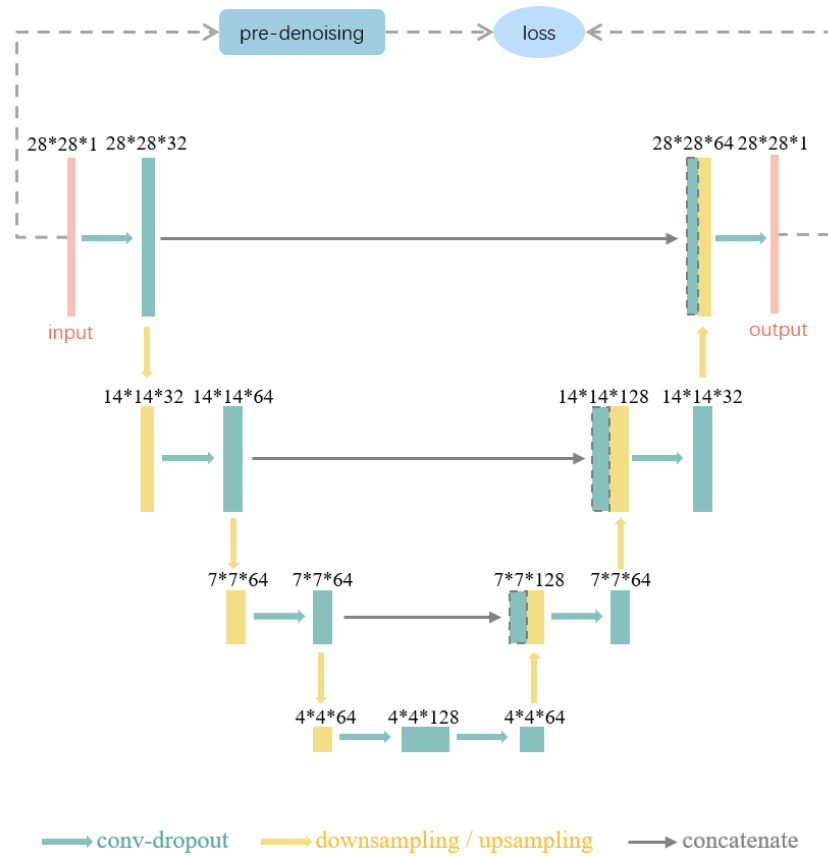 pre-denoising loss
28*28*1 28*28*32 28*28*64 28*28*1
input output
14*14*32 14*14*64 14*14*128 14*14*32
7*7*64 7*7*64 7*7*128 7*7*64
4*4*64 4*4*128 4*4*64
conv-dropout downsampling / upsampling concatenate